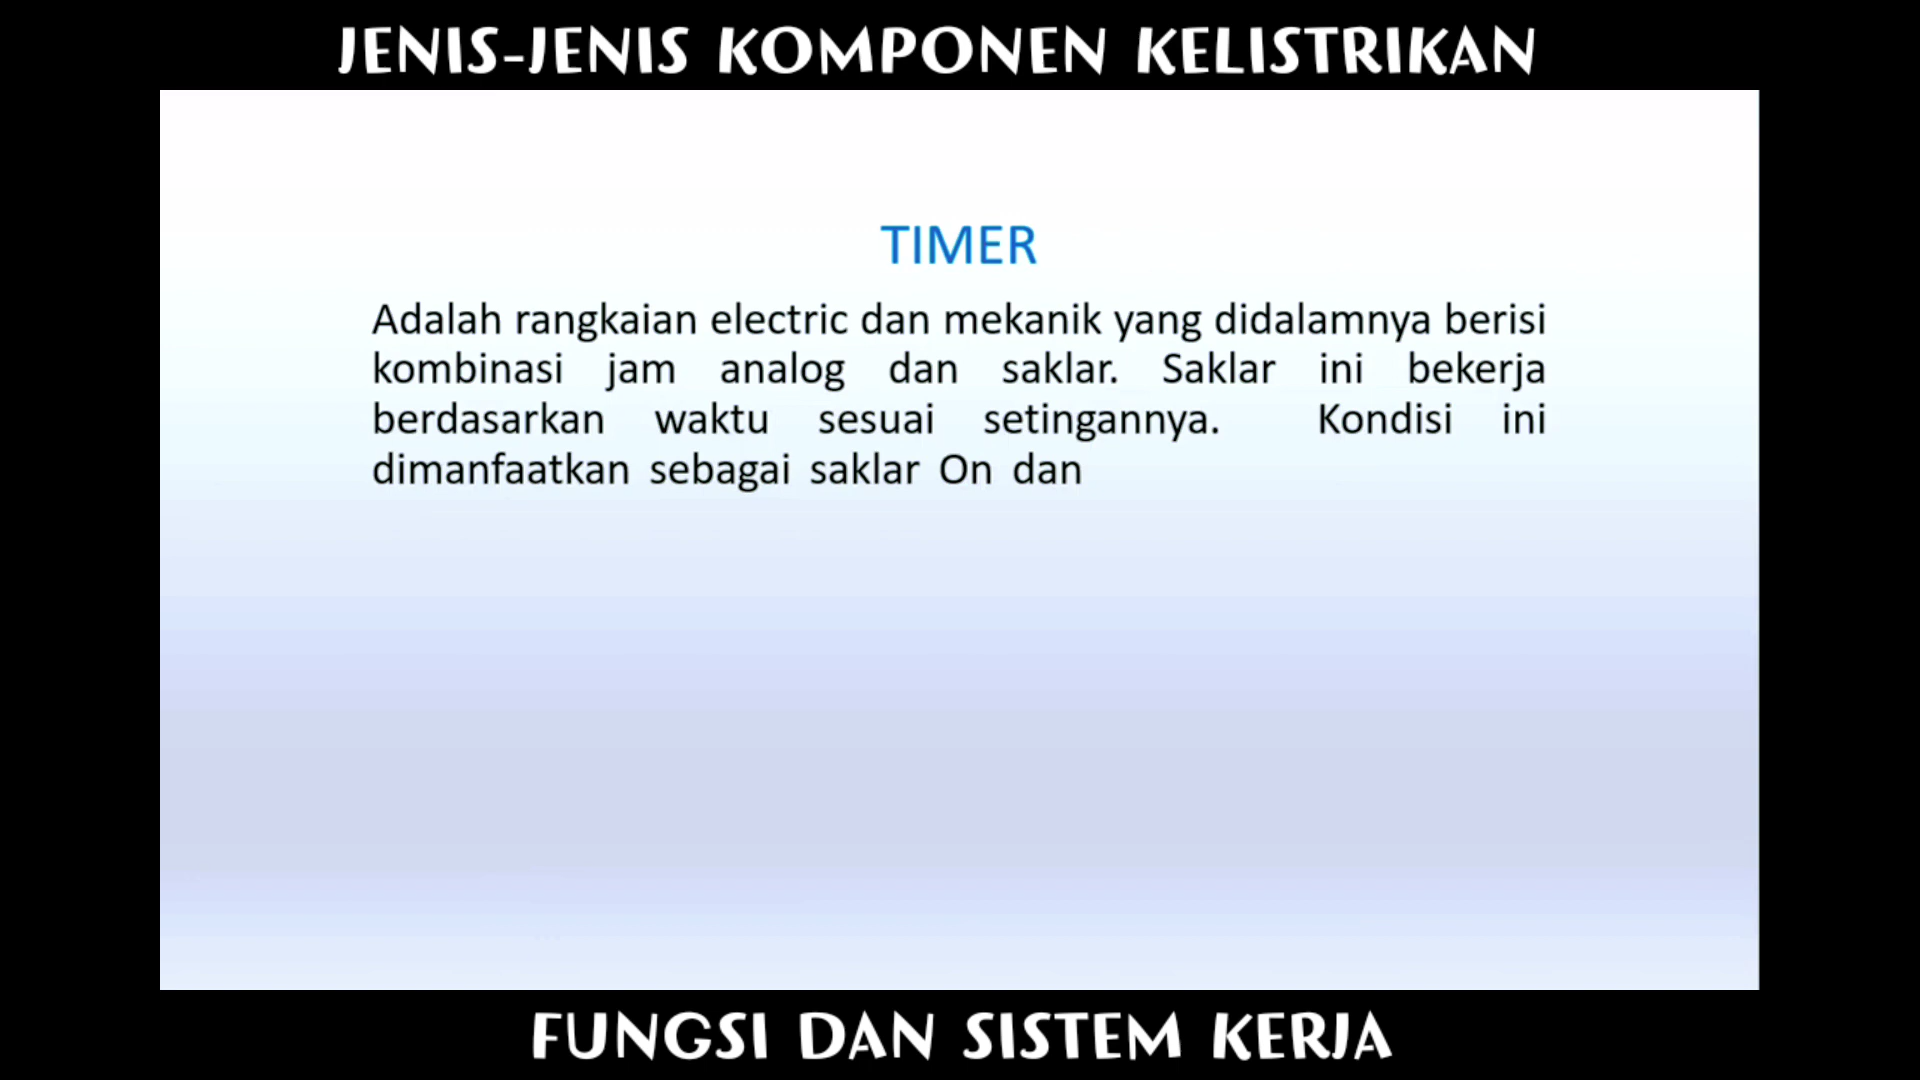 JENIS-JENIS KOMPONEN KELISTRIKAN
TIMER
Adalah rangkaian electric dan mekanik yang didalamnya berisi
kombinasi jam analog dan saklar. Saklar ini bekerja
berdasarkan waktu sesuai setingannya. Kondisi ini
dimanfaatkan sebagai saklar On dan
FUNGSI DAN SISTEM KERJA